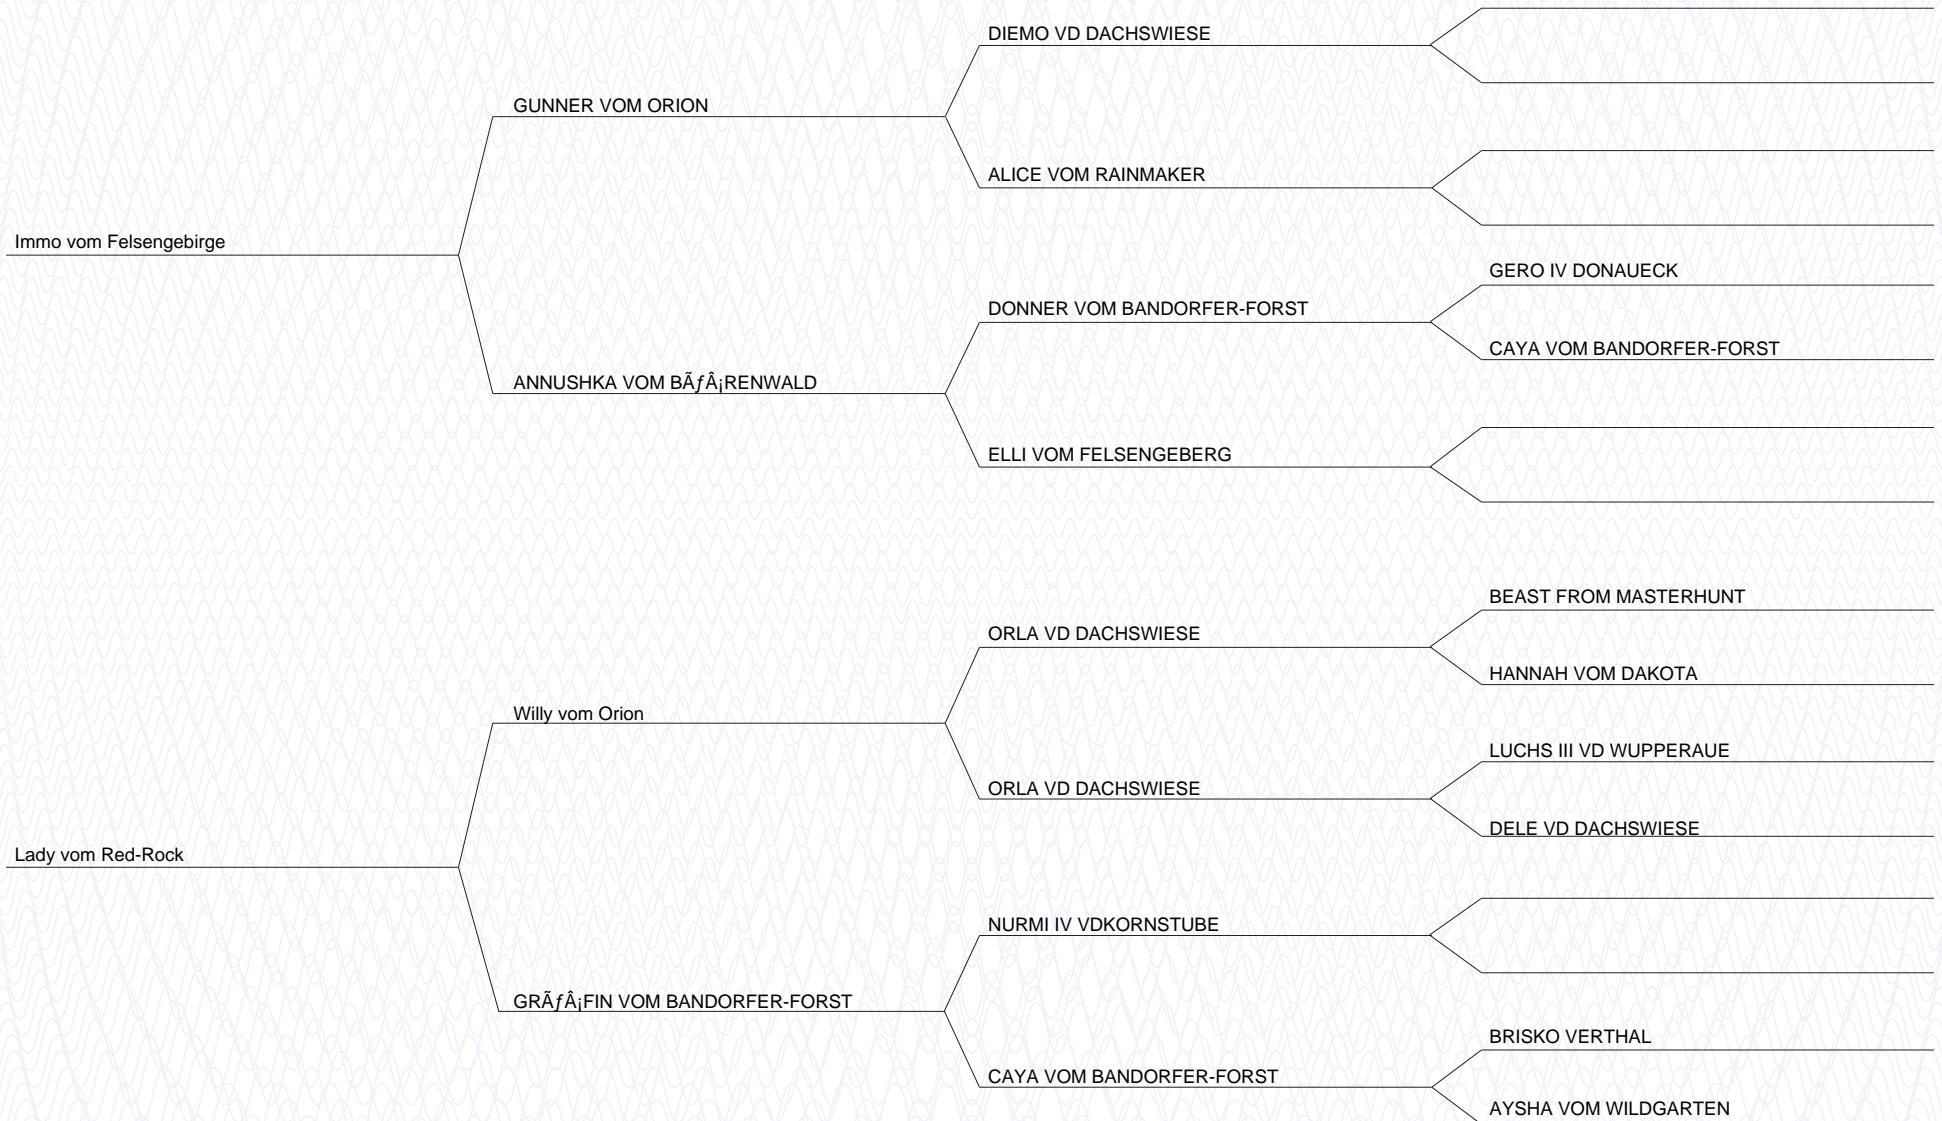 DIEMO VD DACHSWIESE
GUNNER VOM ORION
ALICE VOM RAINMAKER
Immo vom Felsengebirge
GERO IV DONAUECK
DONNER VOM BANDORFER-FORST
CAYA VOM BANDORFER-FORST
ANNUSHKA VOM BÃƒÂ¡RENWALD
ELLI VOM FELSENGEBERG
BEAST FROM MASTERHUNT
ORLA VD DACHSWIESE
HANNAH VOM DAKOTA
Willy vom Orion
LUCHS III VD WUPPERAUE
ORLA VD DACHSWIESE
DELE VD DACHSWIESE
Lady vom Red-Rock
NURMI IV VDKORNSTUBE
GRÃƒÂ¡FIN VOM BANDORFER-FORST
BRISKO VERTHAL
CAYA VOM BANDORFER-FORST
AYSHA VOM WILDGARTEN